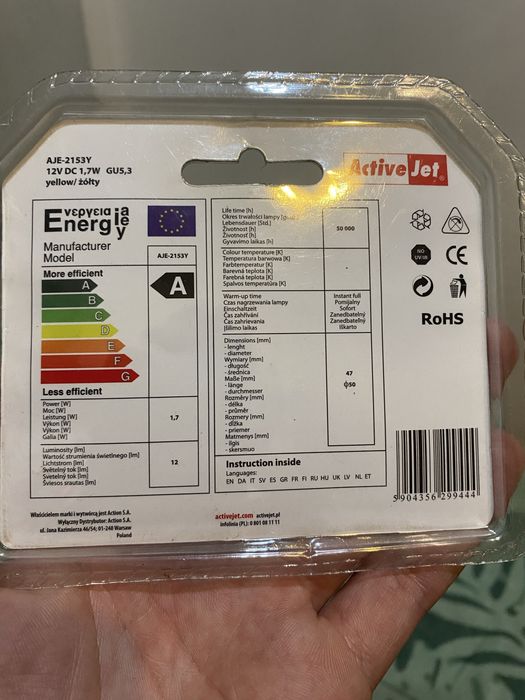 AJE-2153Y
12V DC 1,7W GU5,3
yellow/ żółty
ActiveJet
Eνεργεια
Energ ija ie y
Manufacturer
Model
AJE-2153Y
More efficient
A
B
C
D
E
F
G
A
Less efficient
Power [W]
Moc [W]
Leistung [W]
Výkon [W]
Výkon [W]
Galia [W]
1,7
Luminosity [lm]
Wartość strumienia świetlnego [lm]
Lichtstrom [lm]
Světelný tok [lm]
Svetelný tok [lm]
Šviesos srautas [lm]
12
Life time [h]
Okres trwałości lampy [godz.]
Lebensdauer (Std.)
Životnost [h]
Životnosť [h]
Gyvavimo laikas [h]
50 000
Colour temperature [K]
Temperatura barwowa [K]
Farbtemperatur [K]
Barevná teplota [K]
Farebná teplota [K]
Spalvos temperatūra [K]
Warm-up time
Czas nagrzewania lampy
Einschaltzeit
Čas zahřívání
Čas zahrievania
Įšilimo laikas
Instant full
Pomijalny
Sofort
Zanedbatelný
Zanedbateľný
Iškarto
Dimensions [mm]
- lenght
- diameter
Wymiary [mm]
- długość
- średnica
Maße [mm]
- länge
- durchmesser
Rozměry [mm]
- délka
- průměr
Rozmery [mm]
- dĺžka
- priemer
Matmenys [mm]
- ilgis
- skersmuo
47
ϕ50
Instruction inside
Languages:
EN DA IT SV ES GR FR FI RU HU UK LV NL ET
NO
UV/IR
CE
RoHS
5 904356 299444
Właścicielem marki i wytwórcą jest Action S.A.
Wyłączny Dystrybutor: Action S.A.
ul. Jana Kazimierza 46/54; 01-248 Warsaw
Poland
activejet.com activejet.pl
infolinia (PL): 0 801 08 11 11